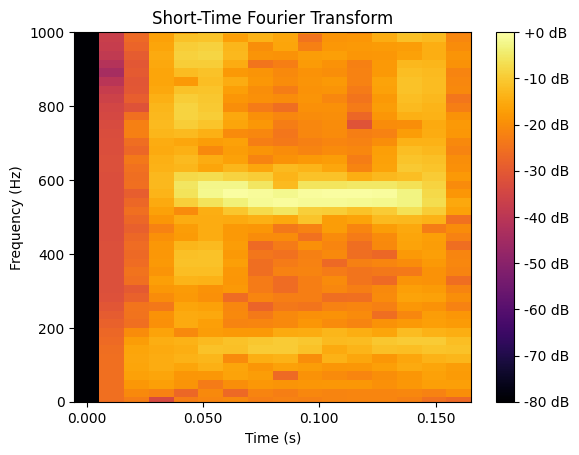 Short-Time Fourier Transform
1000
800
600
400
200
0
Frequency (Hz)
0.000
0.050
0.100
0.150
Time (s)
+0 dB
-10 dB
-20 dB
-30 dB
-40 dB
-50 dB
-60 dB
-70 dB
-80 dB